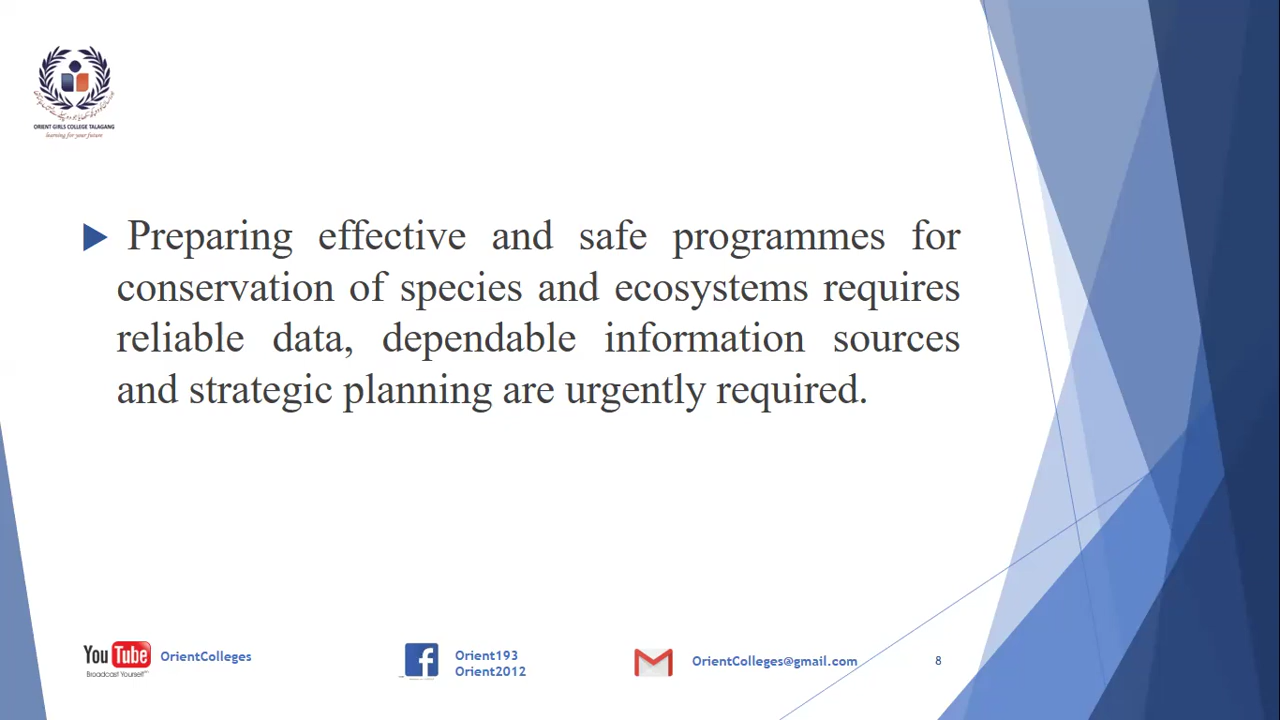 ORIENT GIRLS COLLEGE TALAGANG
learning for your future
Preparing effective and safe programmes for
conservation of species and ecosystems requires
reliable data, dependable information sources
and strategic planning are urgently required.
YouTube
Broadcast Yourself
OrientColleges
Orient193
Orient2012
OrientColleges@gmail.com
8